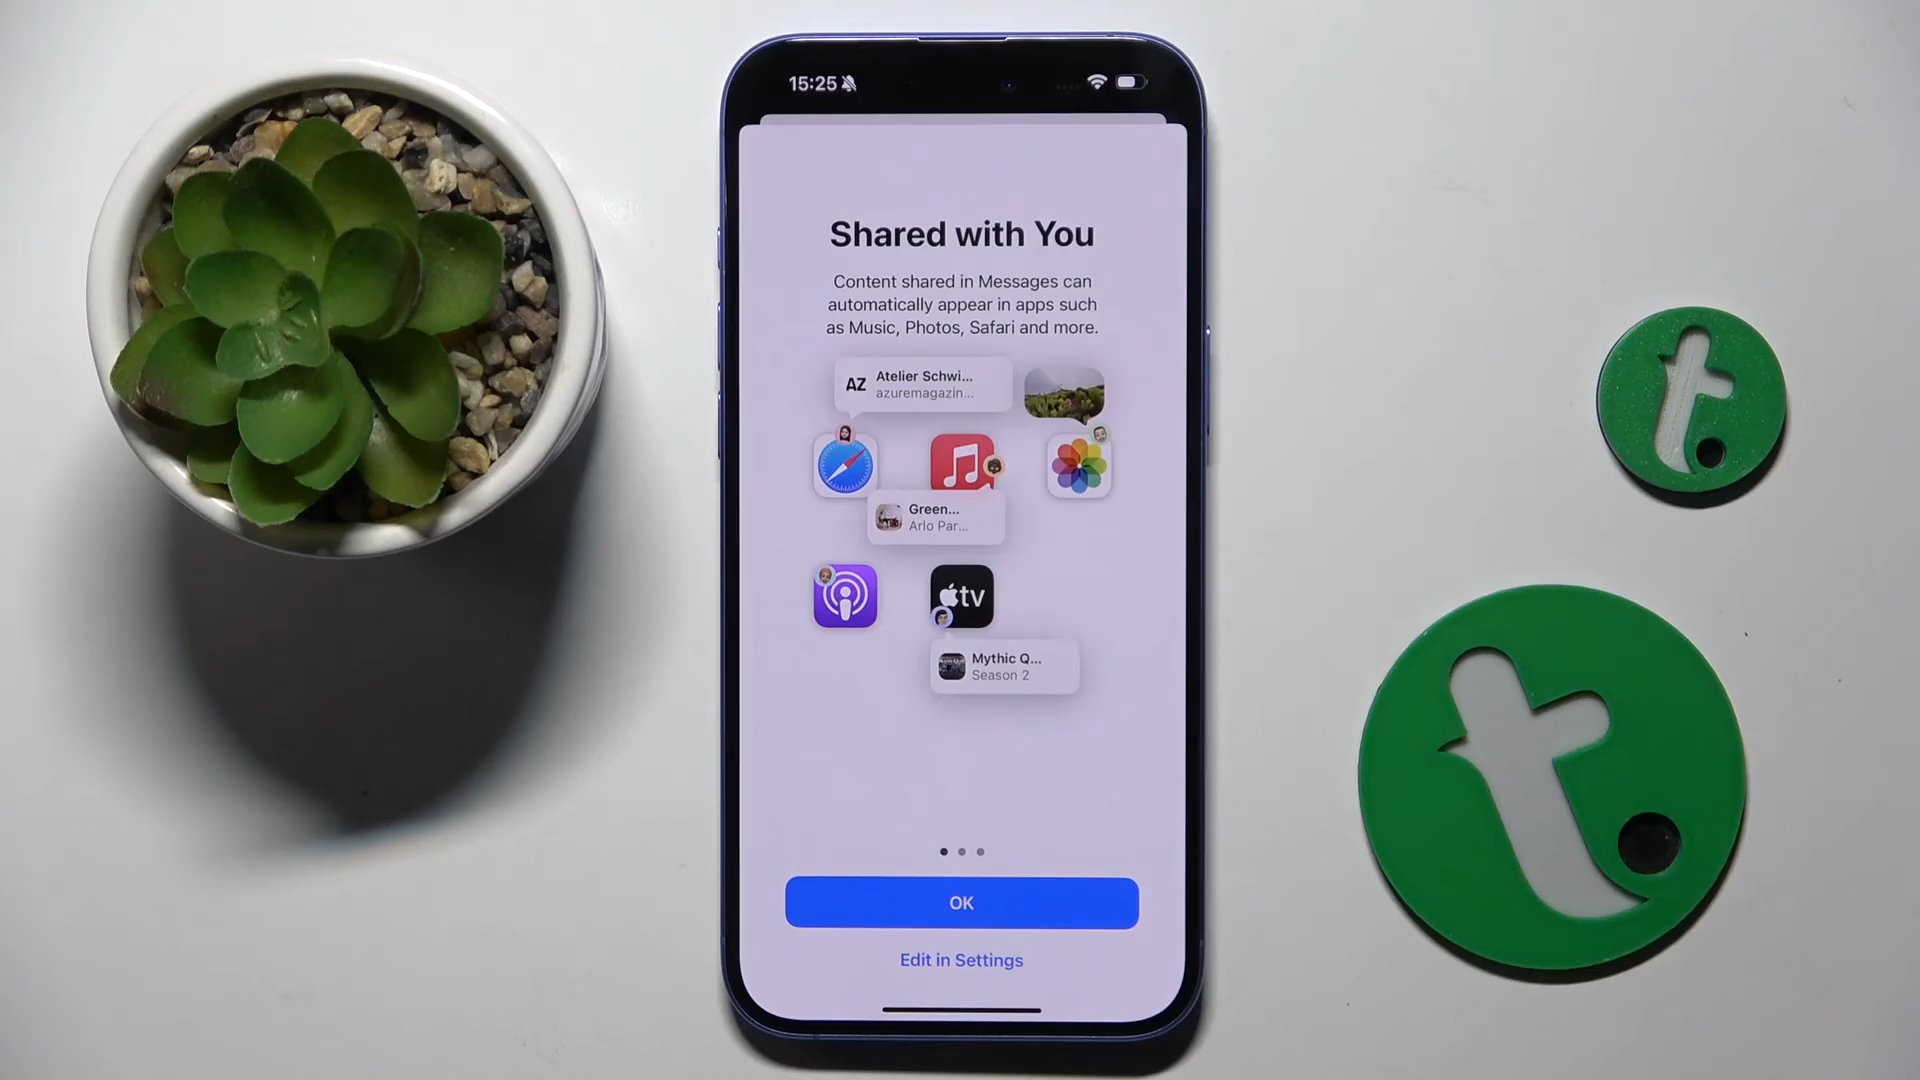 15:25
Shared with You
Content shared in Messages can
automatically appear in apps such
as Music, Photos, Safari and more.
AZ
Atelier Schwi...
azuremagazin...
Green...
Arlo Par...
tv
Mythic Q...
Season 2
OK
Edit in Settings
t.
t.